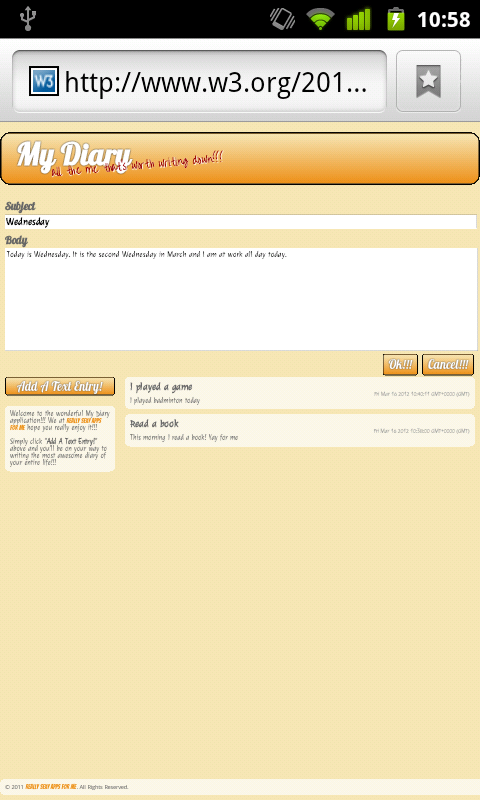 10:58
http://www.w3.org/201...
My Diary
all the me that's worth writing down!!!
Subject
Wednesday
Body
Today is Wednesday. It is the second Wednesday in March and I am at work all day today.
Ok!!! Cancel!!!
Add A Text Entry!
Welcome to the wonderful My Diary
application!!! We at REALLY SEXY APPS
FOR ME hope you really enjoy it!!!
Simply click "Add A Text Entry!"
above and you'll be on your way to
writing the most awesome diary of
your entire life!!!
I played a game
I played badminton today
Fri Mar 16 2012 10:40:11 GMT+0000 (GMT)
Read a book
This morning I read a book! Yay for me
Fri Mar 16 2012 10:38:00 GMT+0000 (GMT)
© 2011 REALLY SEXY APPS FOR ME. All Rights Reserved.